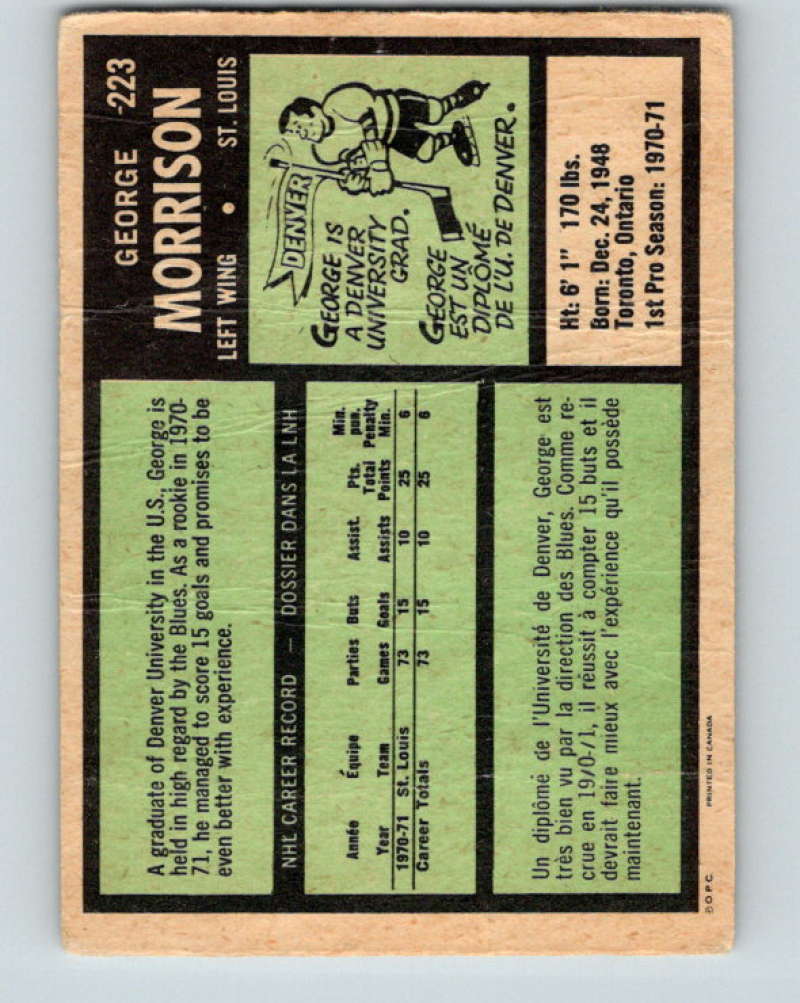 GEORGE -223
MORRISON
LEFT WING • ST. LOUIS
DENVER
GEORGE IS
A DENVER
UNIVERSITY
GRAD.
GEORGE
EST UN
DIPLÔMÉ
DE L'U. DE DENVER.
Ht: 6' 1" 170 lbs.
Born: Dec. 24, 1948
Toronto, Ontario
1st Pro Season: 1970-71
A graduate of Denver University in the U.S., George is
held in high regard by the Blues. As a rookie in 1970-
71, he managed to score 15 goals and promises to be
even better with experience.
NHL CAREER RECORD — DOSSIER DANS LA LNH
Année Équipe Parties Buts Assist. Pts. Total Points Min. pun. Penalty Min.
Year Team Games Goals Assists
1970-71 St. Louis 73 15 10 25 6
Career Totals 73 15 10 25 6
Un diplômé de l'Université de Denver, George est
très bien vu par la direction des Blues. Comme re-
crue en 1970-71, il réussit à compter 15 buts et il
devrait faire mieux avec l'expérience qu'il possède
maintenant.
© O.P.C. PRINTED IN CANADA